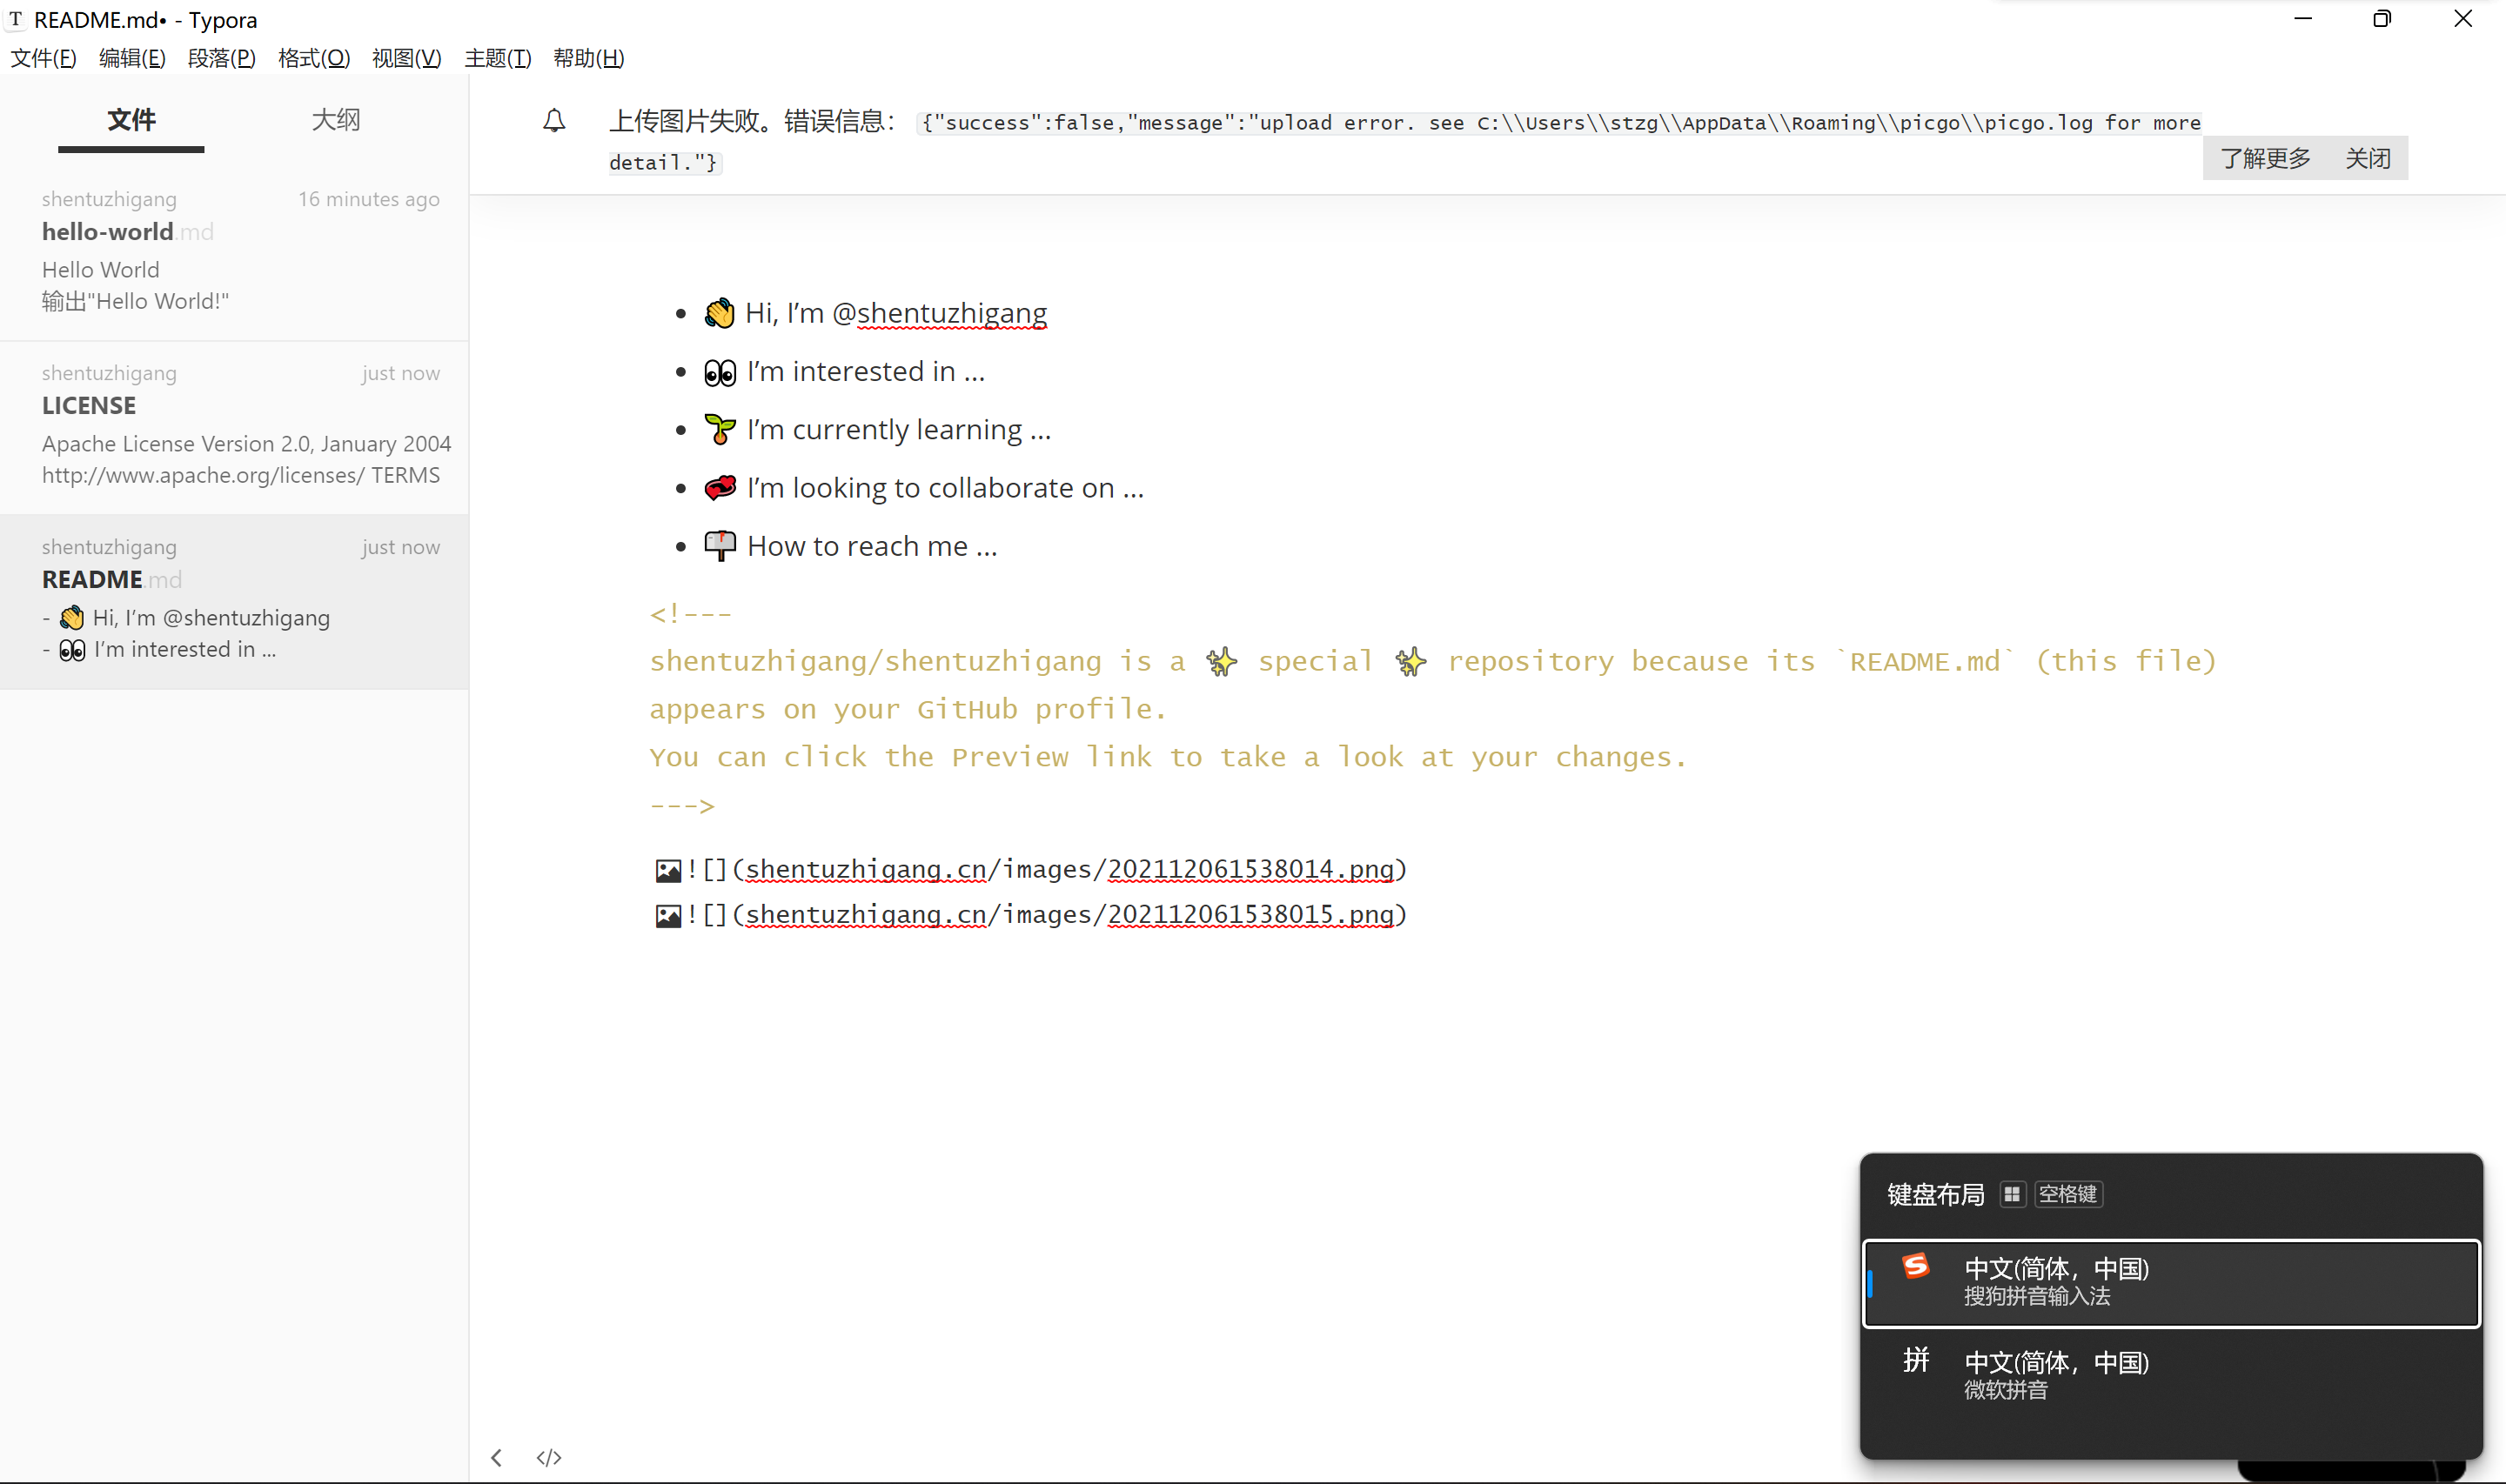 README.md• - Typora
文件(F) 编辑(E) 段落(P) 格式(O) 视图(V) 主题(T) 帮助(H)
文件 大纲
shentuzhigang 16 minutes ago
hello-world.md
Hello World
输出"Hello World!"
shentuzhigang just now
LICENSE
Apache License Version 2.0, January 2004
http://www.apache.org/licenses/ TERMS
shentuzhigang just now
README.md
- 👋 Hi, I’m @shentuzhigang
- 👀 I’m interested in ...
上传图片失败。错误信息： {"success":false,"message":"upload error. see C:\\Users\\stzg\\AppData\\Roaming\\picgo\\picgo.log for more
detail."}
了解更多 关闭
• 👋 Hi, I’m @shentuzhigang
• 👀 I’m interested in ...
• 🌱 I’m currently learning ...
• 💞️ I’m looking to collaborate on ...
• 📫 How to reach me ...
<!---
shentuzhigang/shentuzhigang is a ✨ special ✨ repository because its `README.md` (this file)
appears on your GitHub profile.
You can click the Preview link to take a look at your changes.
--->
![](shentuzhigang.cn/images/202112061538014.png)
![](shentuzhigang.cn/images/202112061538015.png)
键盘布局 空格键
中文(简体，中国)
搜狗拼音输入法
拼 中文(简体，中国)
微软拼音